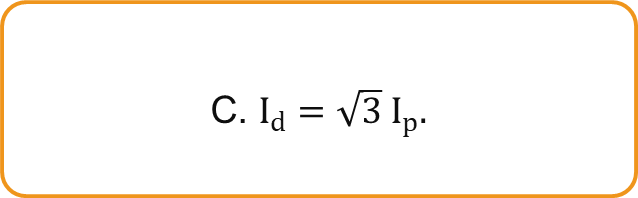 C. I_d = √3 I_p.